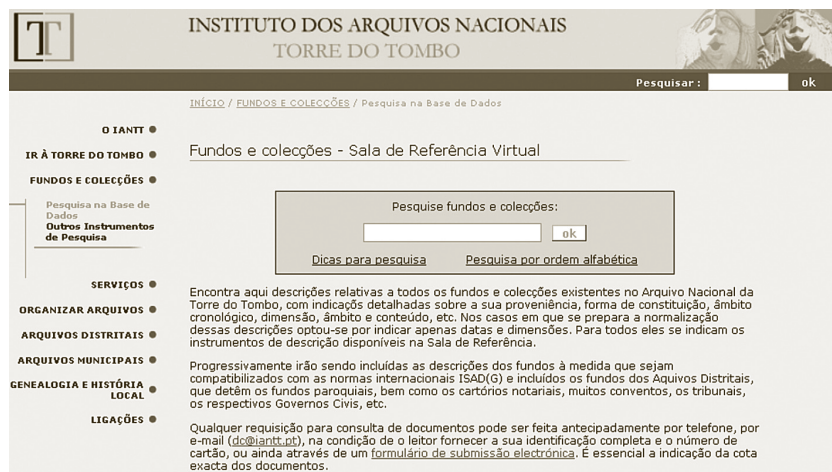 INSTITUTO DOS ARQUIVOS NACIONAIS
TORRE DO TOMBO
Pesquisar:
ok
INÍCIO / FUNDOS E COLECÇÕES / Pesquisa na Base de Dados
O IANTT
IR À TORRE DO TOMBO
FUNDOS E COLECÇÕES
Pesquisa na Base de
Dados
Outros Instrumentos
de Pesquisa
SERVIÇOS
ORGANIZAR ARQUIVOS
ARQUIVOS DISTRITAIS
ARQUIVOS MUNICIPAIS
GENEALOGIA E HISTÓRIA
LOCAL
LIGAÇÕES
Fundos e colecções - Sala de Referência Virtual
Pesquise fundos e colecções:
ok
Dicas para pesquisa
Pesquisa por ordem alfabética
Encontra aqui descrições relativas a todos os fundos e colecções existentes no Arquivo Nacional da
Torre do Tombo, com indicaçõs detalhadas sobre a sua proveniência, forma de constituição, âmbito
cronológico, dimensão, âmbito e conteúdo, etc. Nos casos em que se prepara a normalização
dessas descrições optou-se por indicar apenas datas e dimensões. Para todos eles se indicam os
instrumentos de descrição disponíveis na Sala de Referência.
Progressivamente irão sendo incluídas as descrições dos fundos à medida que sejam
compatibilizados com as normas internacionais ISAD(G) e incluídos os fundos dos Aquivos Distritais,
que detêm os fundos paroquiais, bem como os cartórios notariais, muitos conventos, os tribunais,
os respectivos Governos Civis, etc.
Qualquer requisição para consulta de documentos pode ser feita antecipadamente por telefone, por
e-mail (dc@iantt.pt), na condição de o leitor fornecer a sua identificação completa e o número de
cartão, ou ainda através de um formulário de submissão electrónica. É essencial a indicação da cota
exacta dos documentos.